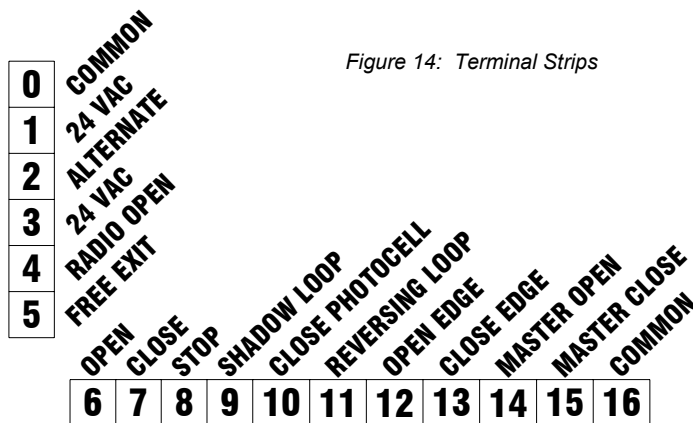 Figure 14: Terminal Strips
0 COMMON
1 24 VAC
2 ALTERNATE
3 24 VAC
4 RADIO OPEN
5 FREE EXIT
6 OPEN
7 CLOSE
8 STOP
9 SHADOW LOOP
10 CLOSE PHOTOCELL
11 REVERSING LOOP
12 OPEN EDGE
13 CLOSE EDGE
14 MASTER OPEN
15 MASTER CLOSE
16 COMMON